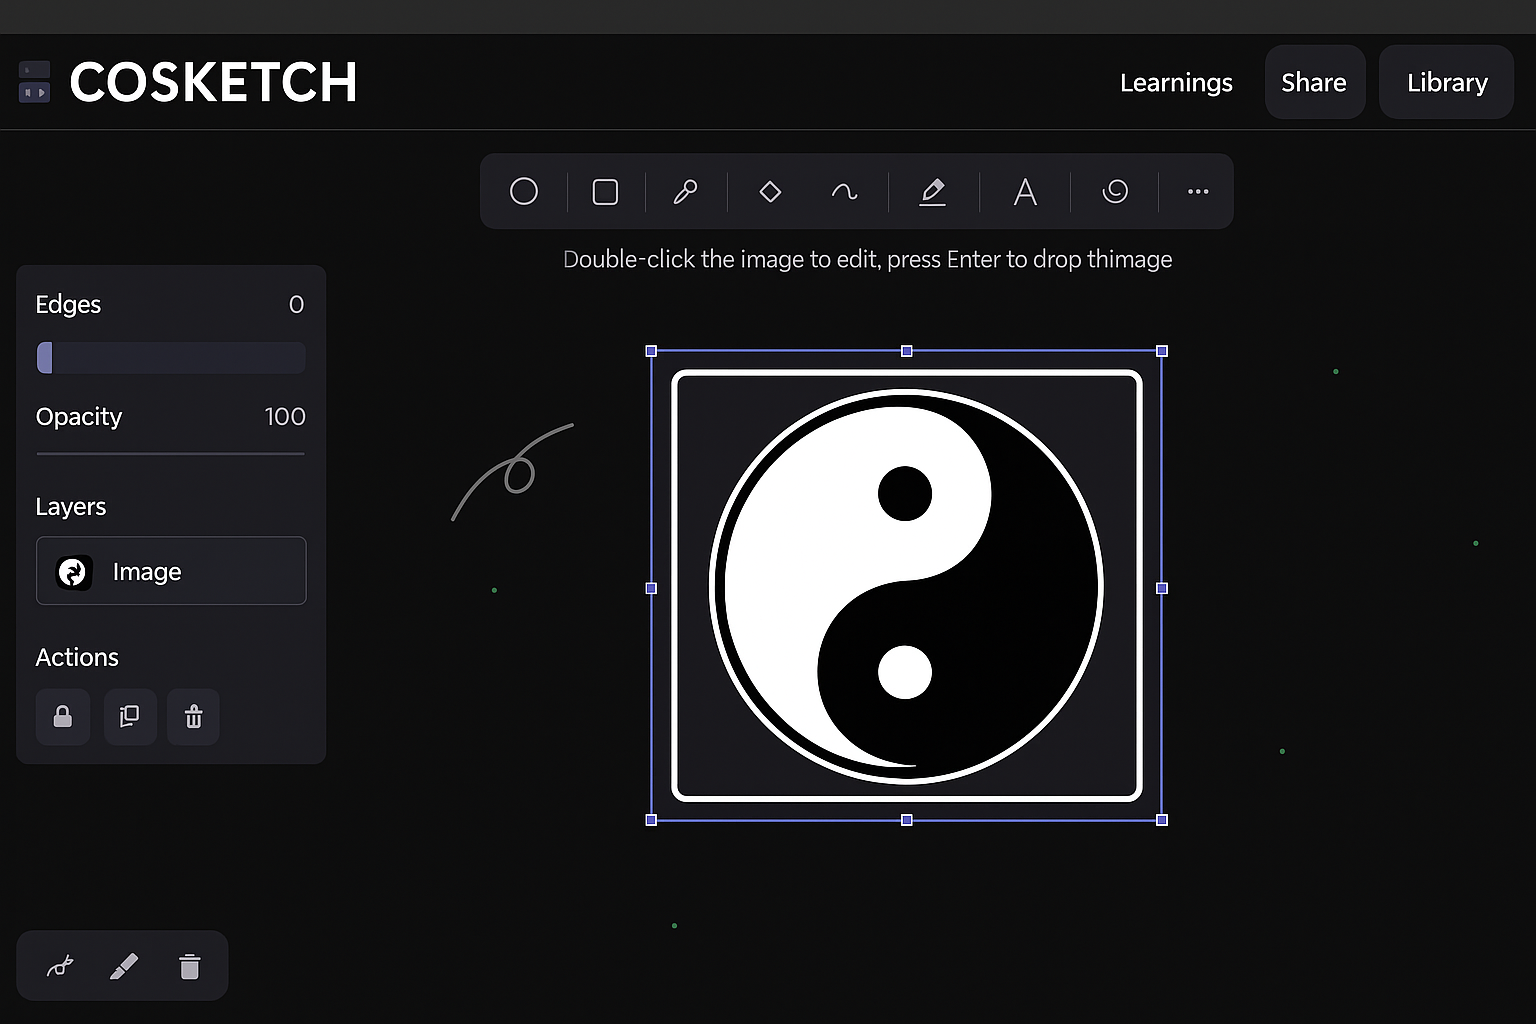 COSKETCH
Learnings
Share
Library
A
Double-click the image to edit, press Enter to drop thimage
Edges 0
Opacity 100
Layers
Image
Actions